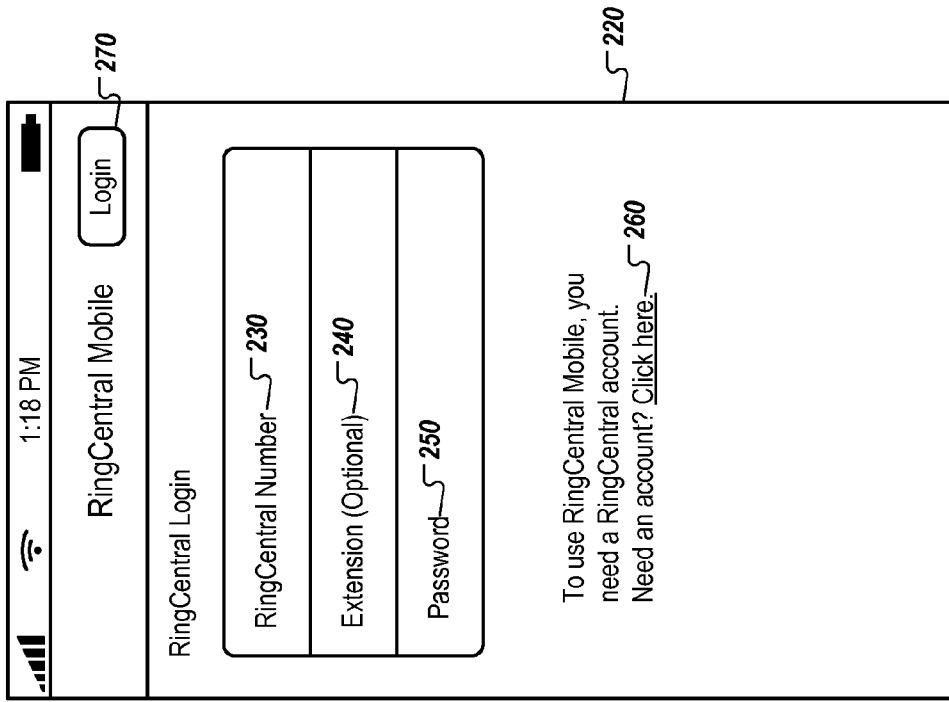 1:18 PM
RingCentral Mobile
Login
270
RingCentral Login
RingCentral Number
230
Extension (Optional)
240
Password
250
220
To use RingCentral Mobile, you
need a RingCentral account.
Need an account? Click here.
260